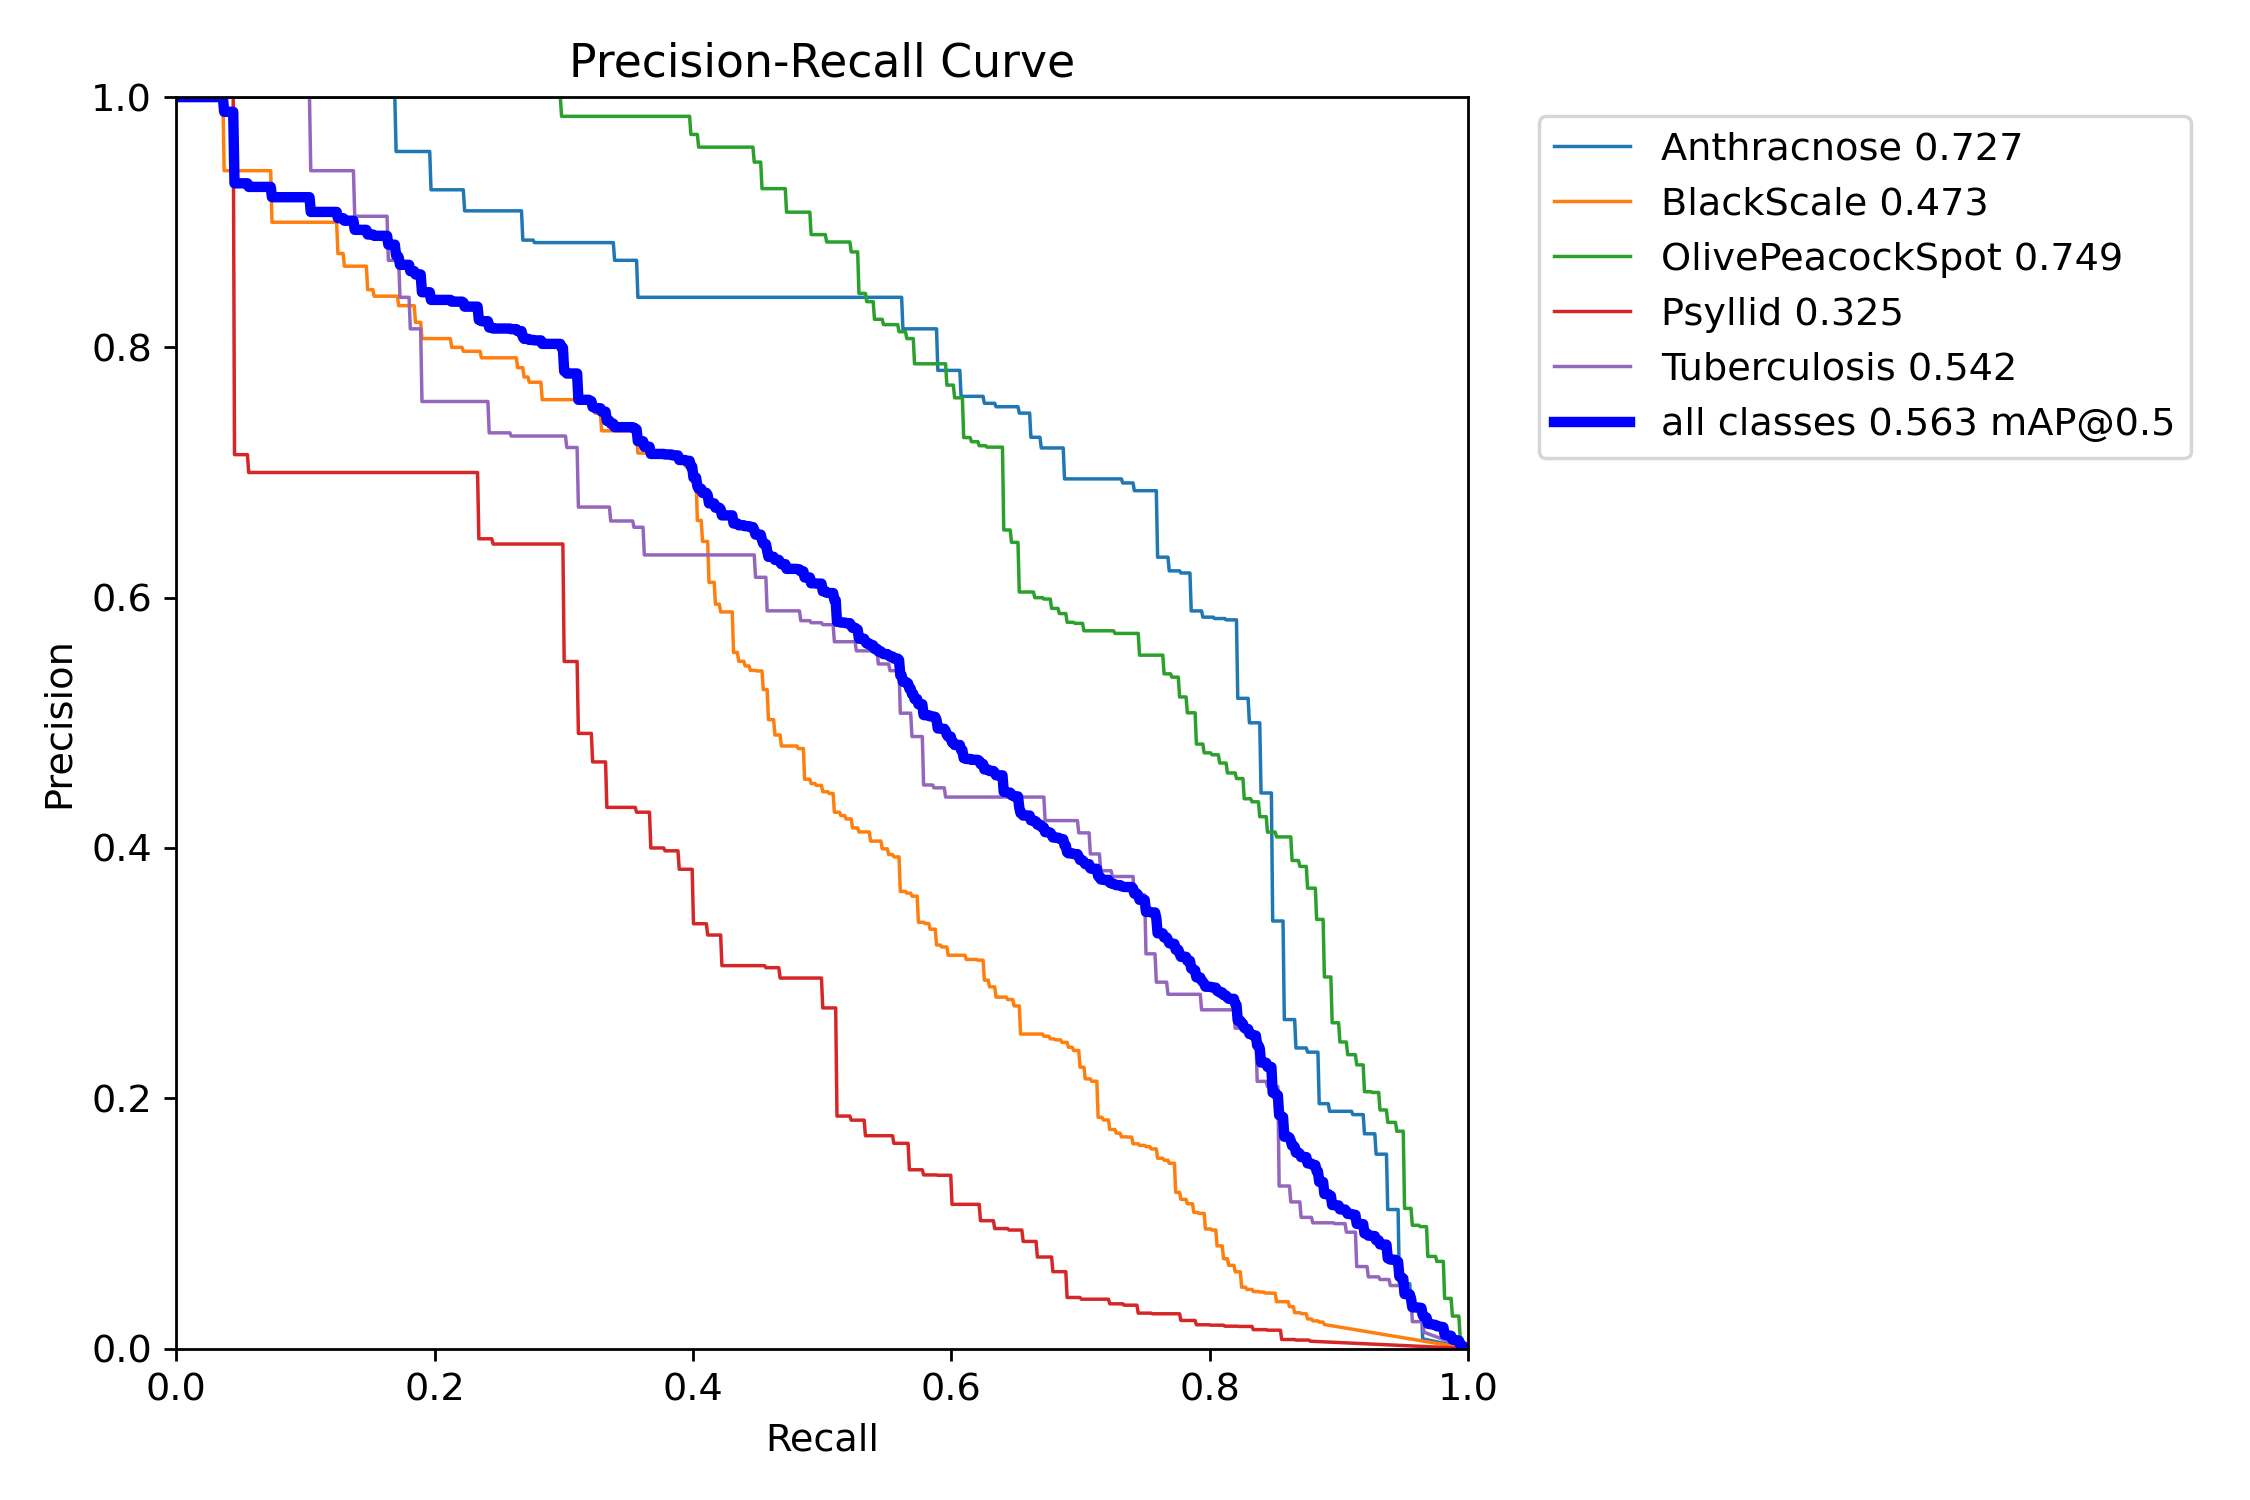 Precision-Recall Curve
1.0
0.8
0.6
0.4
0.2
0.0
Precision
0.0 0.2 0.4 0.6 0.8 1.0
Recall
Anthracnose 0.727
BlackScale 0.473
OlivePeacockSpot 0.749
Psyllid 0.325
Tuberculosis 0.542
all classes 0.563 mAP@0.5